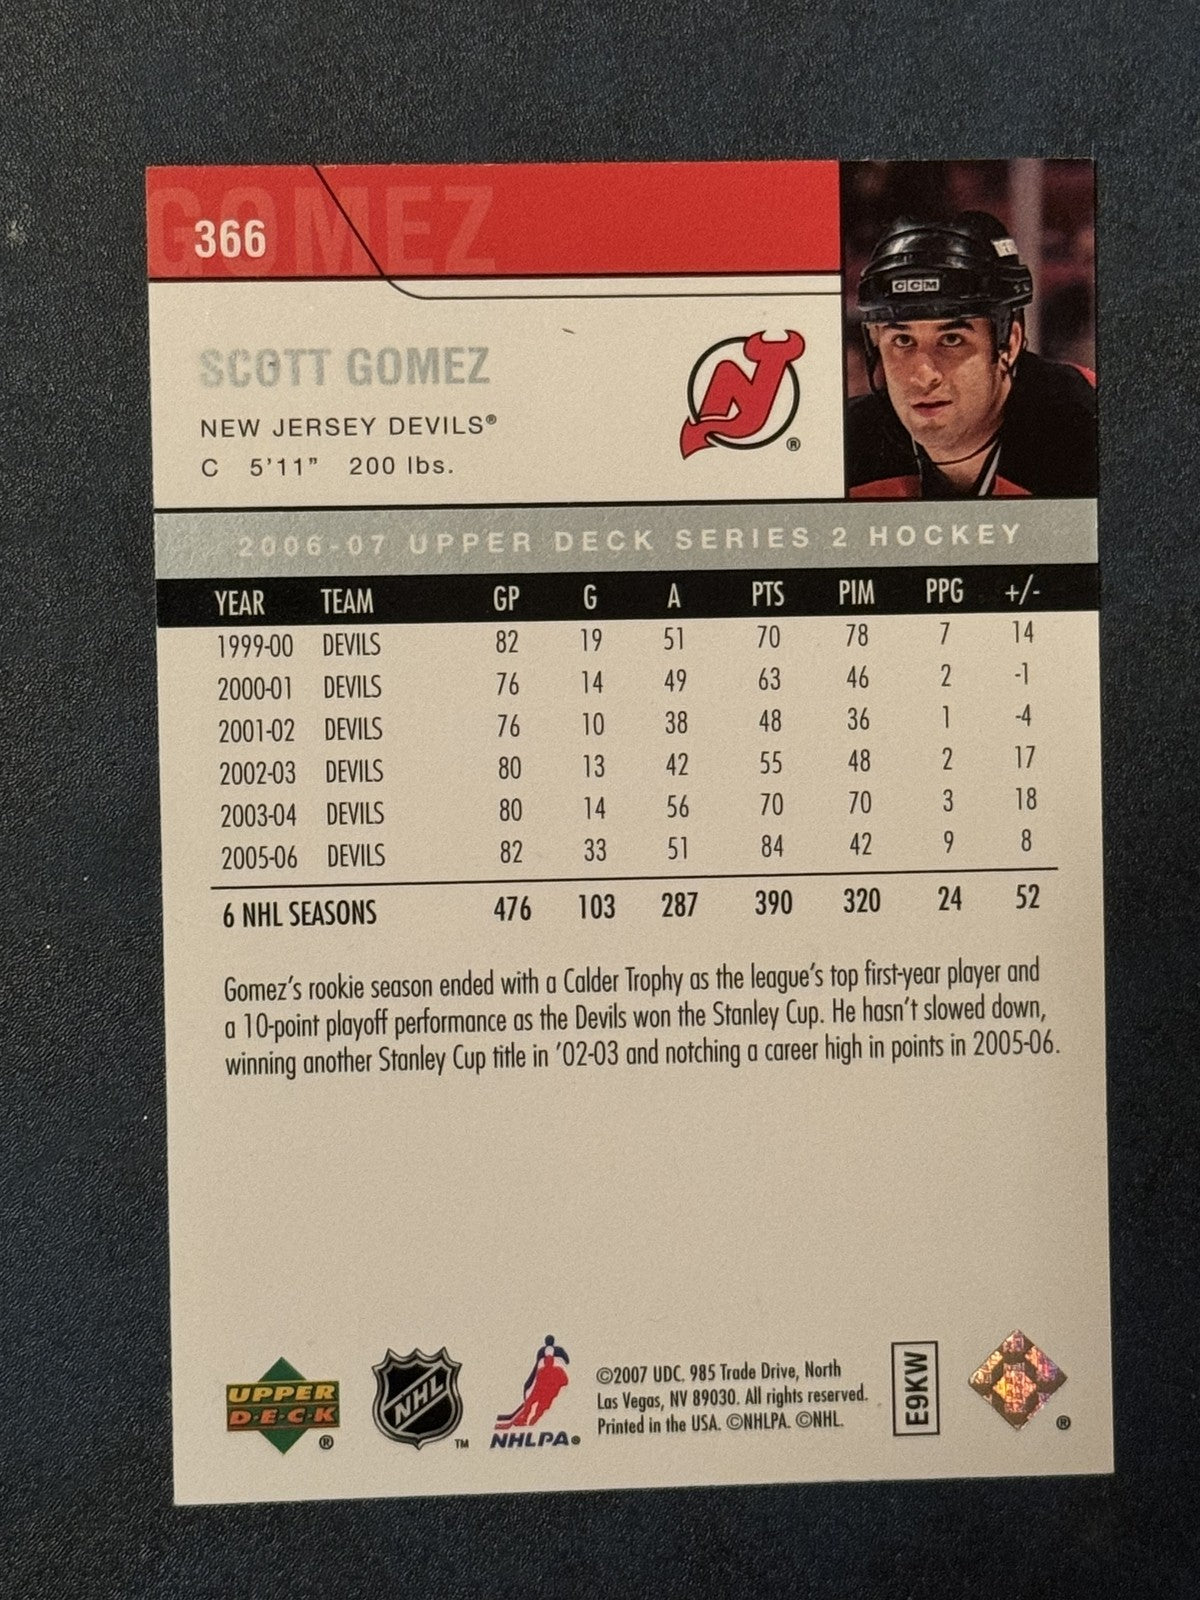 GOMEZ
366
CCM
SCOTT GOMEZ
NEW JERSEY DEVILS®
C 5'11" 200 lbs.
NJ ®
2006-07 UPPER DECK SERIES 2 HOCKEY
YEAR TEAM GP G A PTS PIM PPG +/-
1999-00 DEVILS 82 19 51 70 78 7 14
2000-01 DEVILS 76 14 49 63 46 2 -1
2001-02 DEVILS 76 10 38 48 36 1 -4
2002-03 DEVILS 80 13 42 55 48 2 17
2003-04 DEVILS 80 14 56 70 70 3 18
2005-06 DEVILS 82 33 51 84 42 9 8
6 NHL SEASONS 476 103 287 390 320 24 52
Gomez's rookie season ended with a Calder Trophy as the league's top first-year player and
a 10-point playoff performance as the Devils won the Stanley Cup. He hasn't slowed down,
winning another Stanley Cup title in '02-03 and notching a career high in points in 2005-06.
UPPER
DECK ®
NHL ™
NHLPA®
©2007 UDC, 985 Trade Drive, North
Las Vegas, NV 89030. All rights reserved.
Printed in the USA. ©NHLPA. ©NHL.
E9KW
®